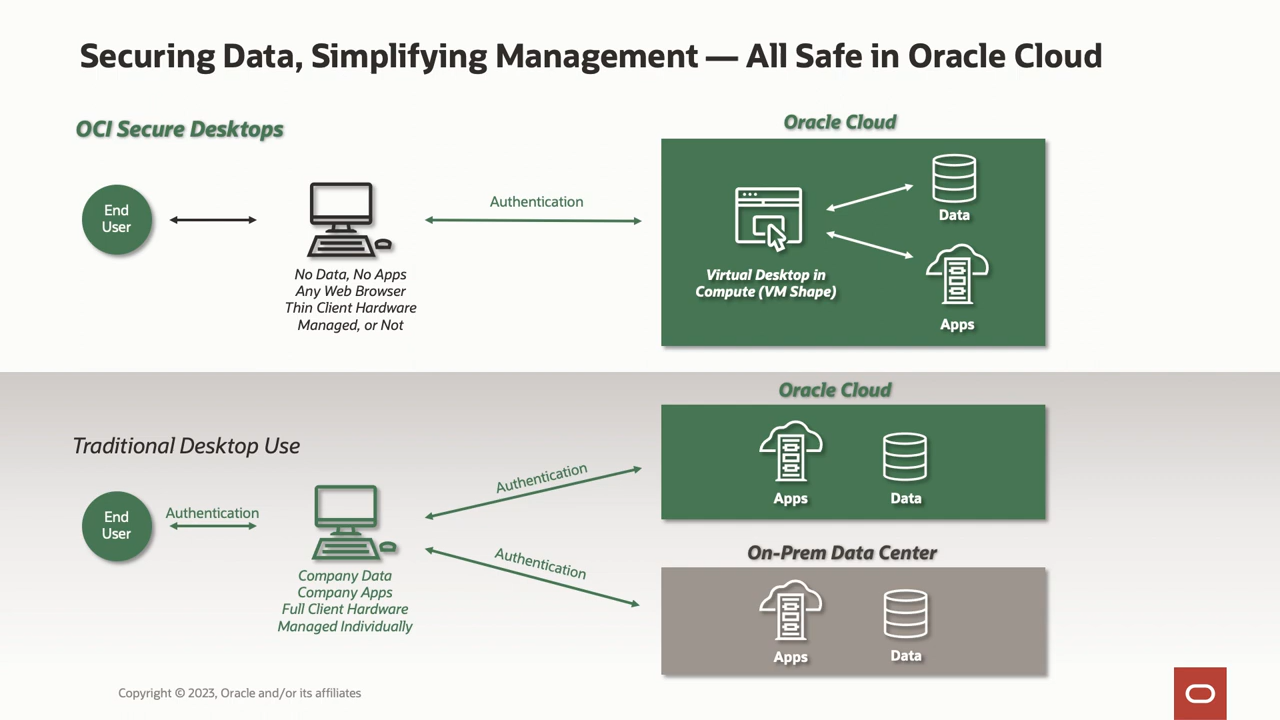 Securing Data, Simplifying Management — All Safe in Oracle Cloud
OCI Secure Desktops
Oracle Cloud
End
User
No Data, No Apps
Any Web Browser
Thin Client Hardware
Managed, or Not
Authentication
Virtual Desktop in
Compute (VM Shape)
Data
Apps
Traditional Desktop Use
End
User
Authentication
Company Data
Company Apps
Full Client Hardware
Managed Individually
Authentication
Authentication
Oracle Cloud
Apps
Data
On-Prem Data Center
Apps
Data
Copyright © 2023, Oracle and/or its affiliates